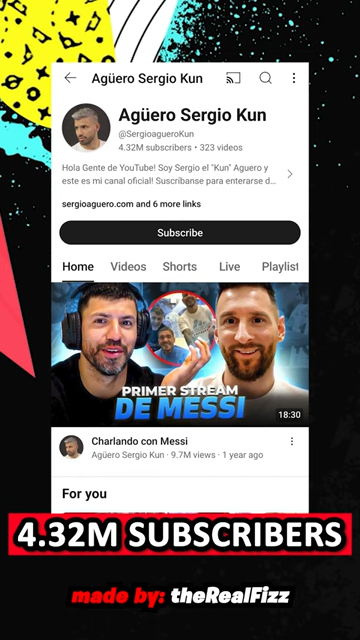 Agüero Sergio Kun
Agüero Sergio Kun
@SergioagueroKun
4.32M subscribers • 323 videos
Hola Gente de YouTube! Soy Sergio el "Kun" Aguero y
este es mi canal oficial! Suscríbanse para enterarse d...
sergioaguero.com and 6 more links
Subscribe
Home Videos Shorts Live Playlist
PRIMER STREAM
DE MESSI
18:30
Charlando con Messi
Agüero Sergio Kun · 9.7M views · 1 year ago
For you
4.32M SUBSCRIBERS
made by: theRealFizz